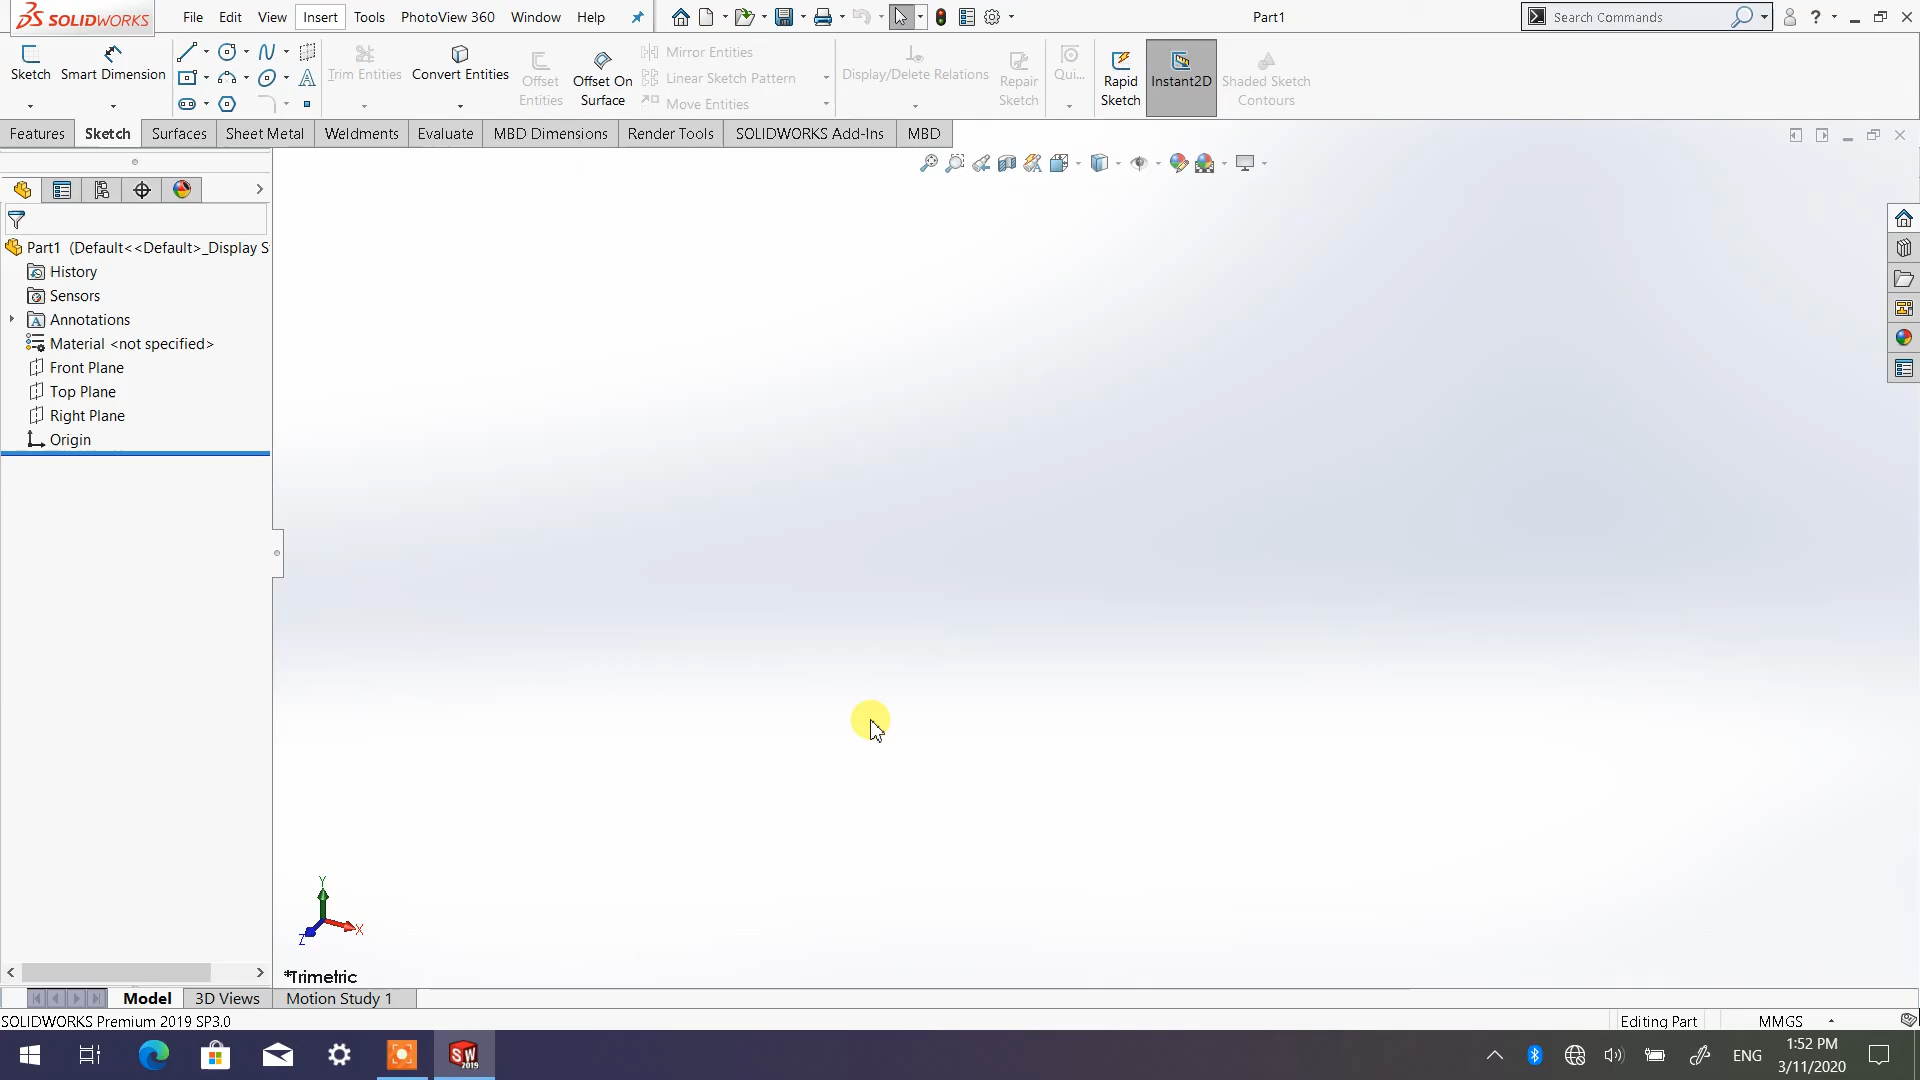 SOLIDWORKS
File Edit View Insert Tools PhotoView 360 Window Help
Part1
Search Commands
?
Sketch
Smart Dimension
Trim Entities
Convert Entities
Offset Entities
Offset On Surface
Mirror Entities
Linear Sketch Pattern
Move Entities
Display/Delete Relations
Repair Sketch
Qui...
Rapid Sketch
Instant2D
Shaded Sketch Contours
Features Sketch Surfaces Sheet Metal Weldments Evaluate MBD Dimensions Render Tools SOLIDWORKS Add-Ins MBD
Part1 (Default<<Default>_Display S
History
Sensors
Annotations
Material <not specified>
Front Plane
Top Plane
Right Plane
Origin
Y
X
Z
*Trimetric
Model 3D Views Motion Study 1
SOLIDWORKS Premium 2019 SP3.0
Editing Part
MMGS
SW
2019
ENG
1:52 PM
3/11/2020